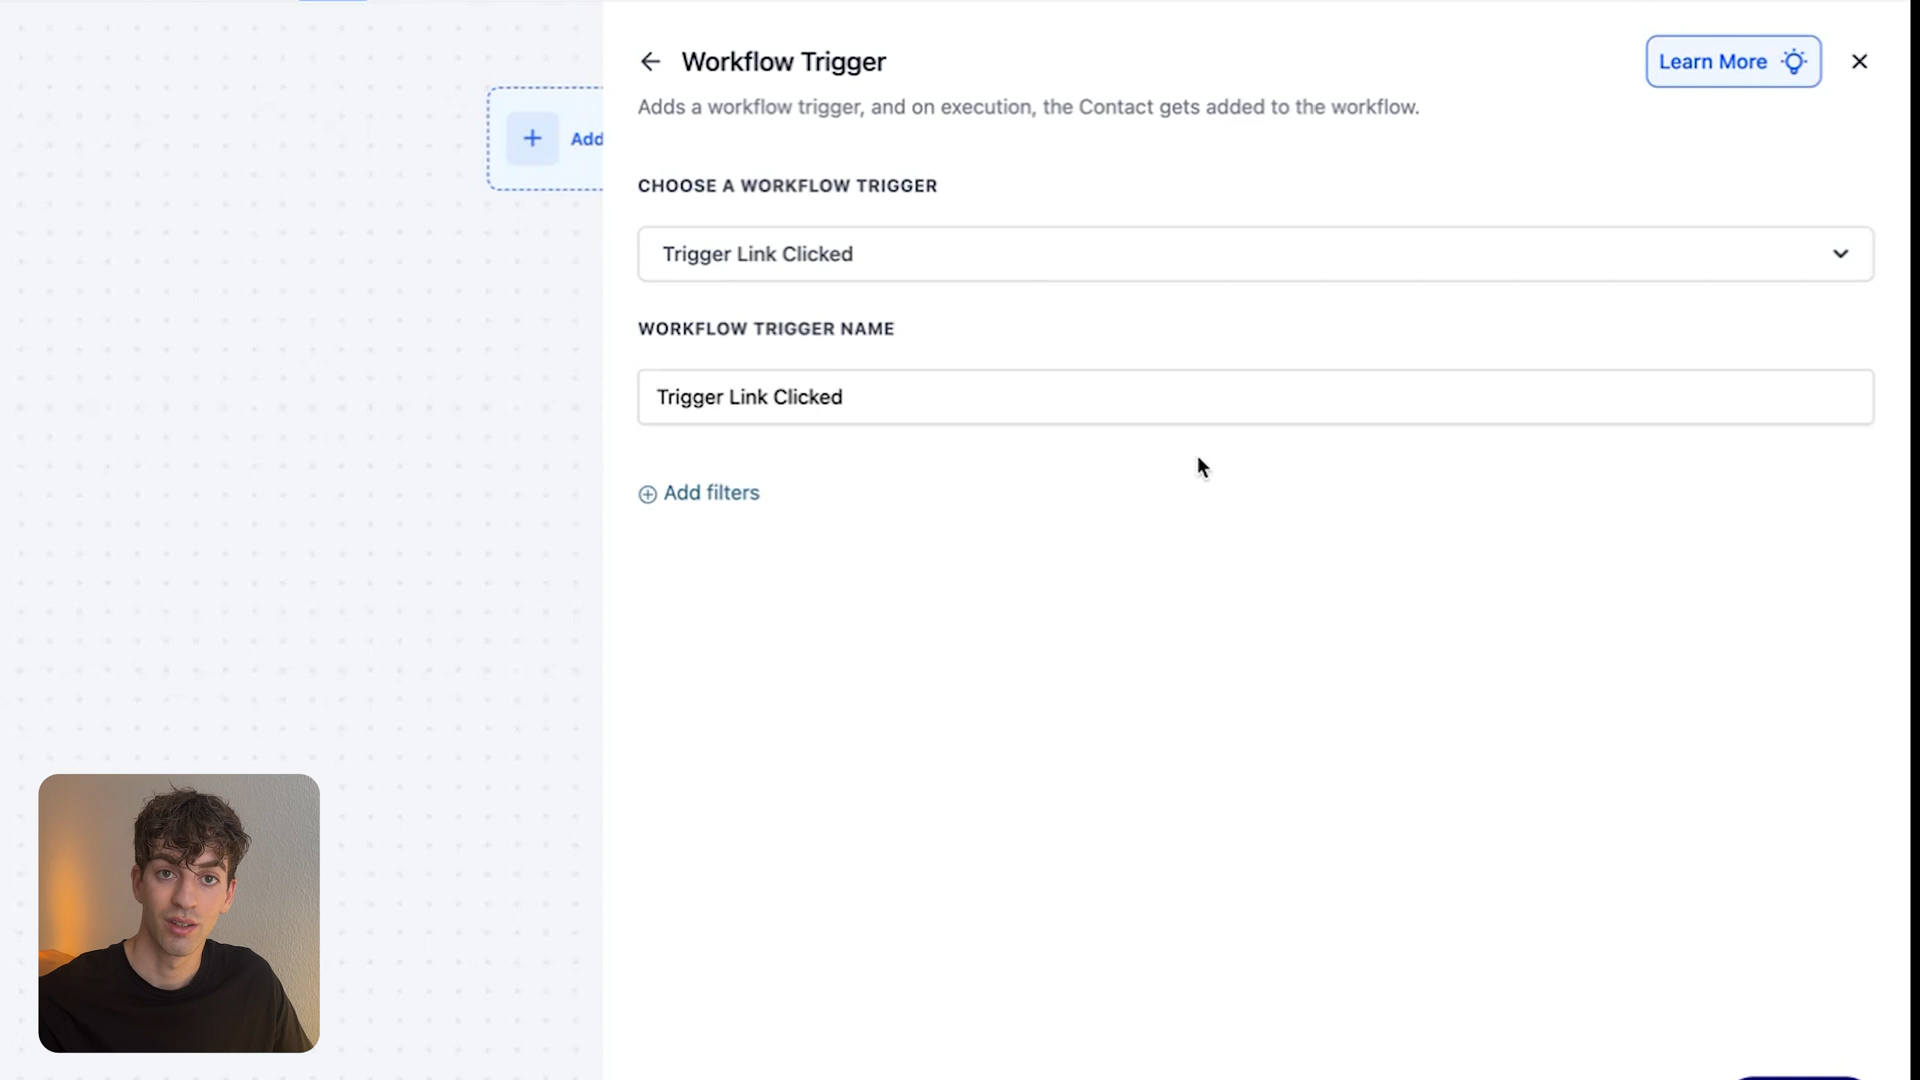 Workflow Trigger
Learn More
Adds a workflow trigger, and on execution, the Contact gets added to the workflow.
Add
CHOOSE A WORKFLOW TRIGGER
Trigger Link Clicked
WORKFLOW TRIGGER NAME
Trigger Link Clicked
Add filters